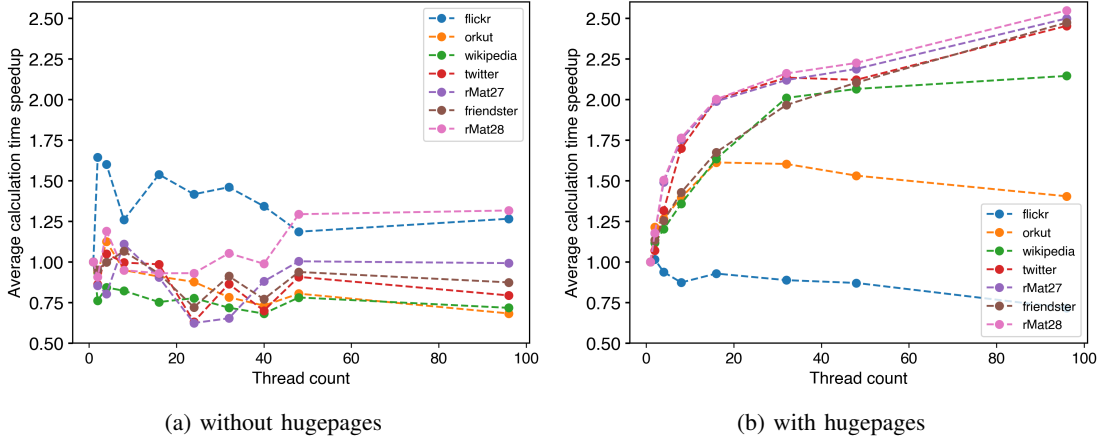 2.50
2.25
2.00
1.75
1.50
1.25
1.00
0.75
0.50
Average calculation time speedup
0 20 40 60 80 100
Thread count
flickr
orkut
wikipedia
twitter
rMat27
friendster
rMat28
(a) without hugepages
2.50
2.25
2.00
1.75
1.50
1.25
1.00
0.75
0.50
Average calculation time speedup
0 20 40 60 80 100
Thread count
flickr
orkut
wikipedia
twitter
rMat27
friendster
rMat28
(b) with hugepages